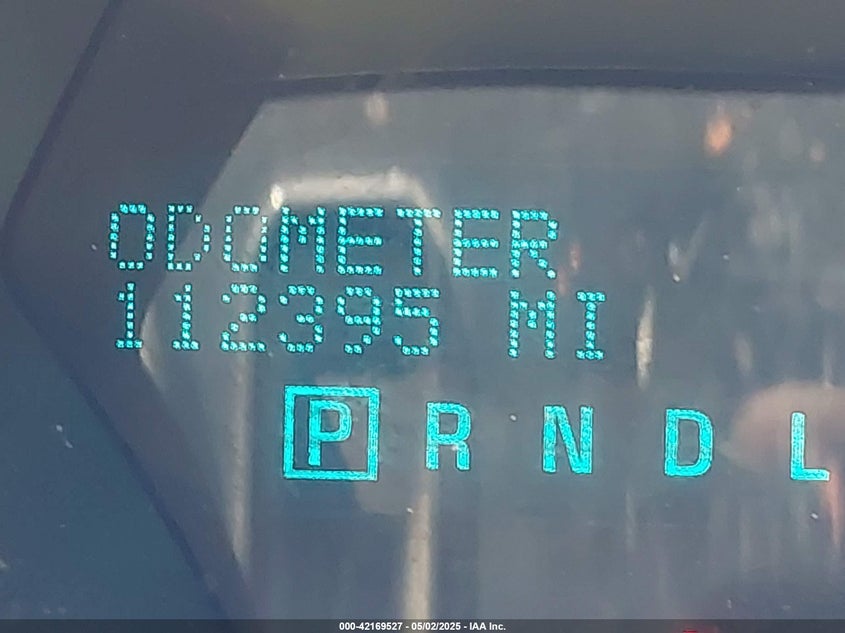 ODOMETER
112395 MI
P R N D L
000-42169527 - 05/02/2025 - IAA Inc.